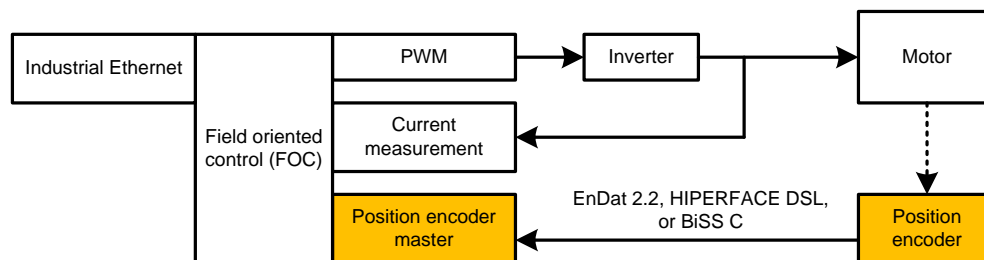 Industrial Ethernet
Field oriented
control (FOC)
PWM
Inverter
Motor
Current
measurement
Position encoder
master
EnDat 2.2, HIPERFACE DSL,
or BiSS C
Position
encoder